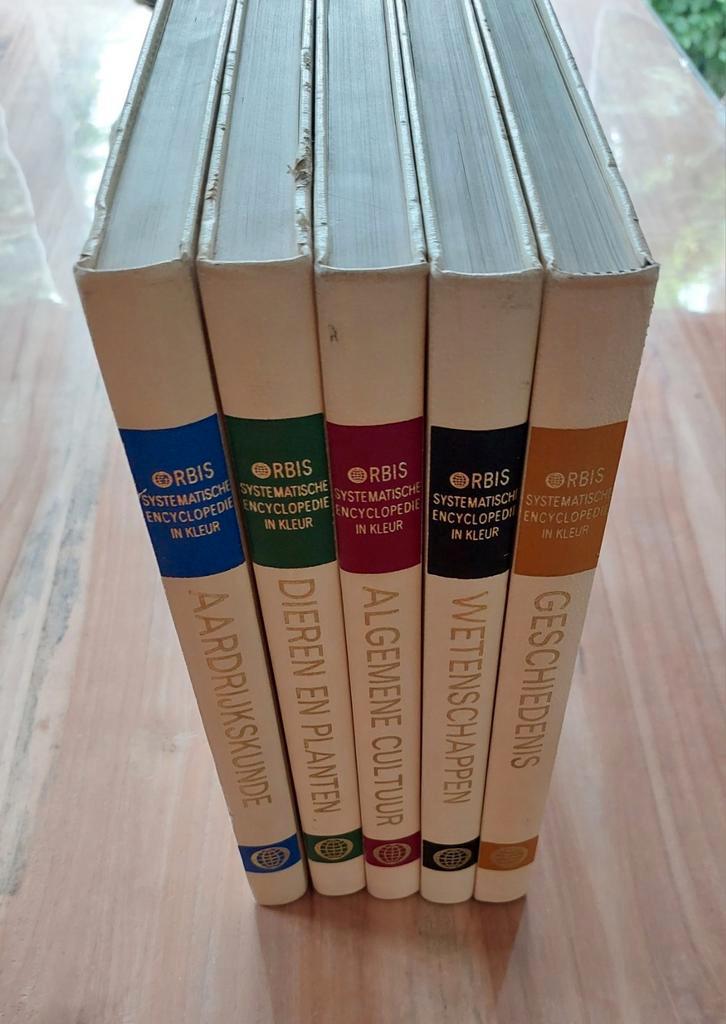 ORBIS
SYSTEMATISCHE
ENCYCLOPEDIE
IN KLEUR
AARDRIJKSKUNDE
ORBIS
SYSTEMATISCHE
ENCYCLOPEDIE
IN KLEUR
DIEREN EN PLANTEN
ORBIS
SYSTEMATISCHE
ENCYCLOPEDIE
IN KLEUR
ALGEMENE CULTUUR
ORBIS
SYSTEMATISCHE
ENCYCLOPEDIE
IN KLEUR
WETENSCHAPPEN
ORBIS
SYSTEMATISCHE
ENCYCLOPEDIE
IN KLEUR
GESCHIEDENIS